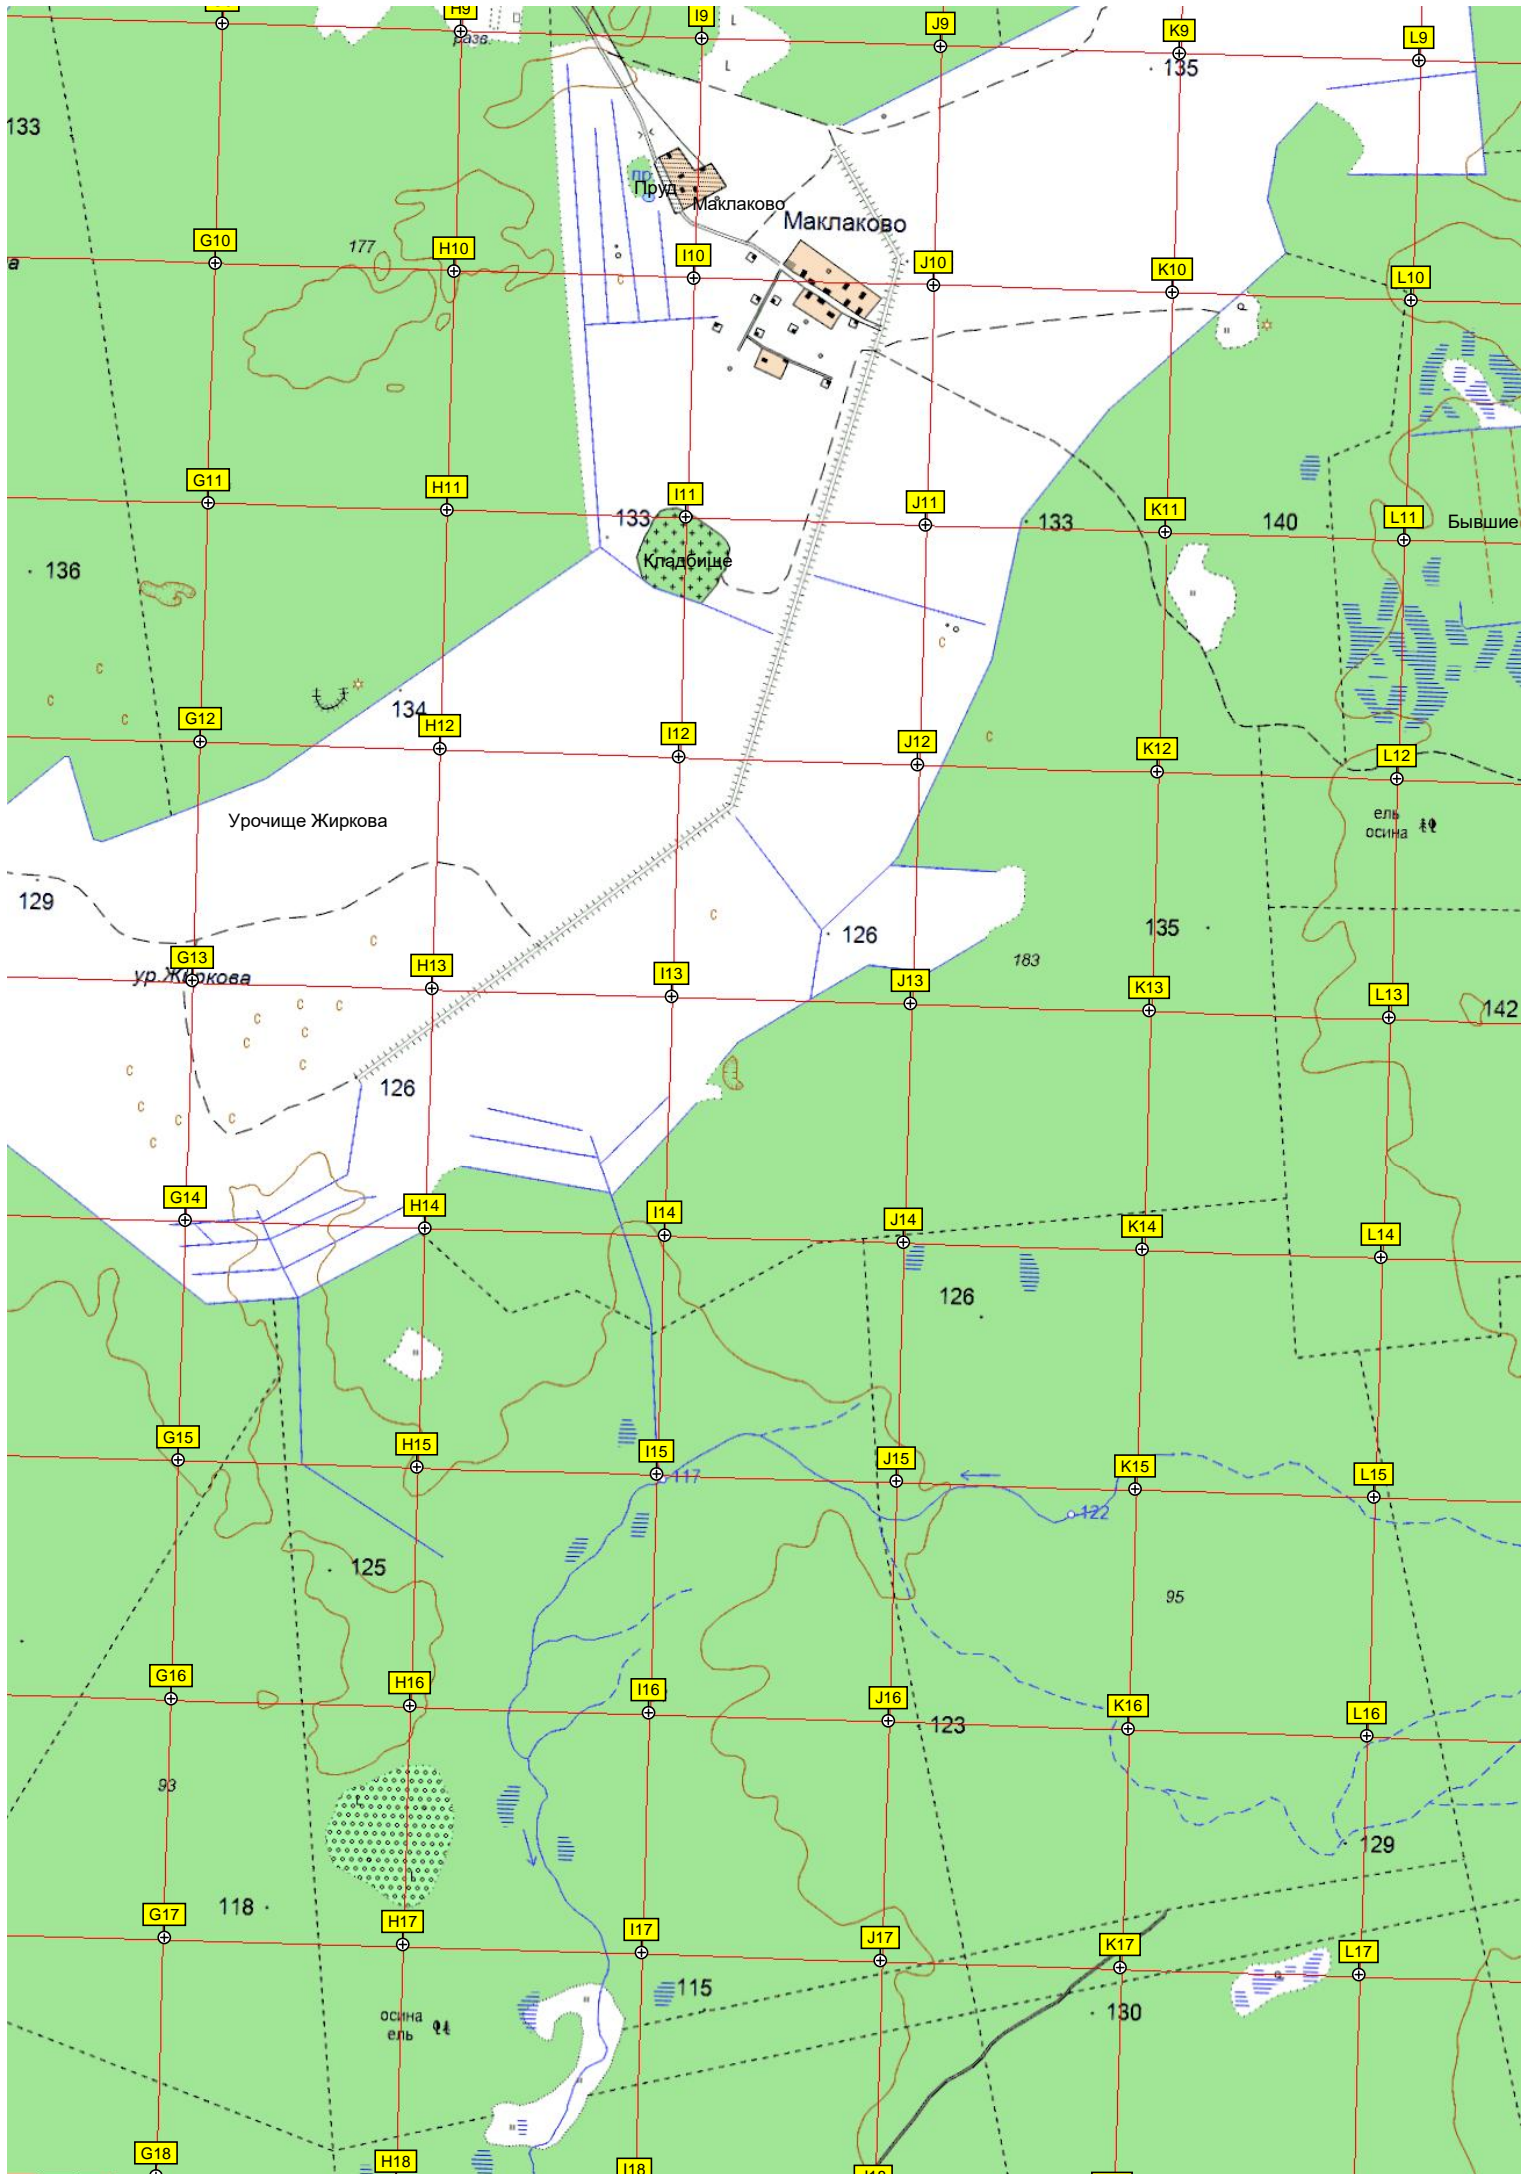 H9
I9
J9
K9
L9
разв.
L
L
135
133
пр.
Пруд
Маклаково
Маклаково
G10
177
H10
I10
J10
K10
L10
а
с
р
G11
H11
I11
J11
K11
L11
133
133
140
Бывшие
Кладбище
136
с
с
с
с
134
G12
H12
I12
J12
K12
L12
с
ель
осина
Урочище Жиркова
129
с
126
135
с
183
G13
H13
I13
J13
K13
L13
ур.Жиркова
142
с
с
с
с
с
с
с
126
с
с
с
с
с
G14
H14
I14
J14
K14
L14
126
G15
H15
I15
J15
K15
L15
117
122
125
95
G16
H16
I16
J16
K16
L16
123
93
129
118
G17
H17
I17
J17
K17
L17
115
130
осина
ель
G18
H18
I18